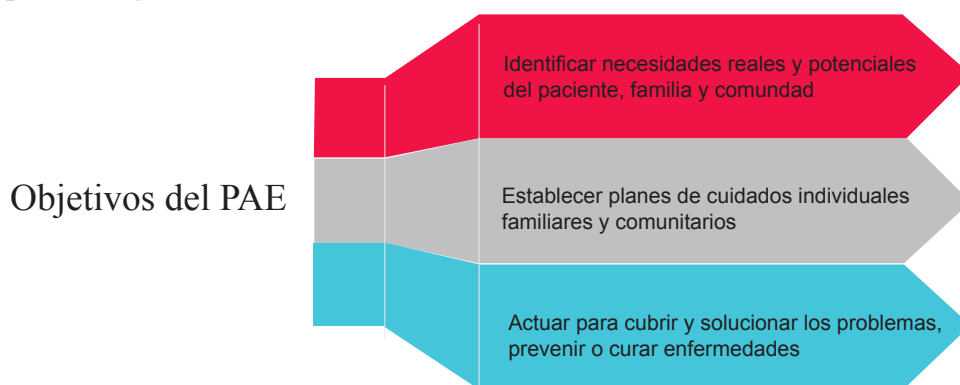 Identificar necesidades reales y potenciales
del paciente, familia y comundad
Objetivos del PAE
Establecer planes de cuidados individuales
familiares y comunitarios
Actuar para cubrir y solucionar los problemas,
prevenir o curar enfermedades